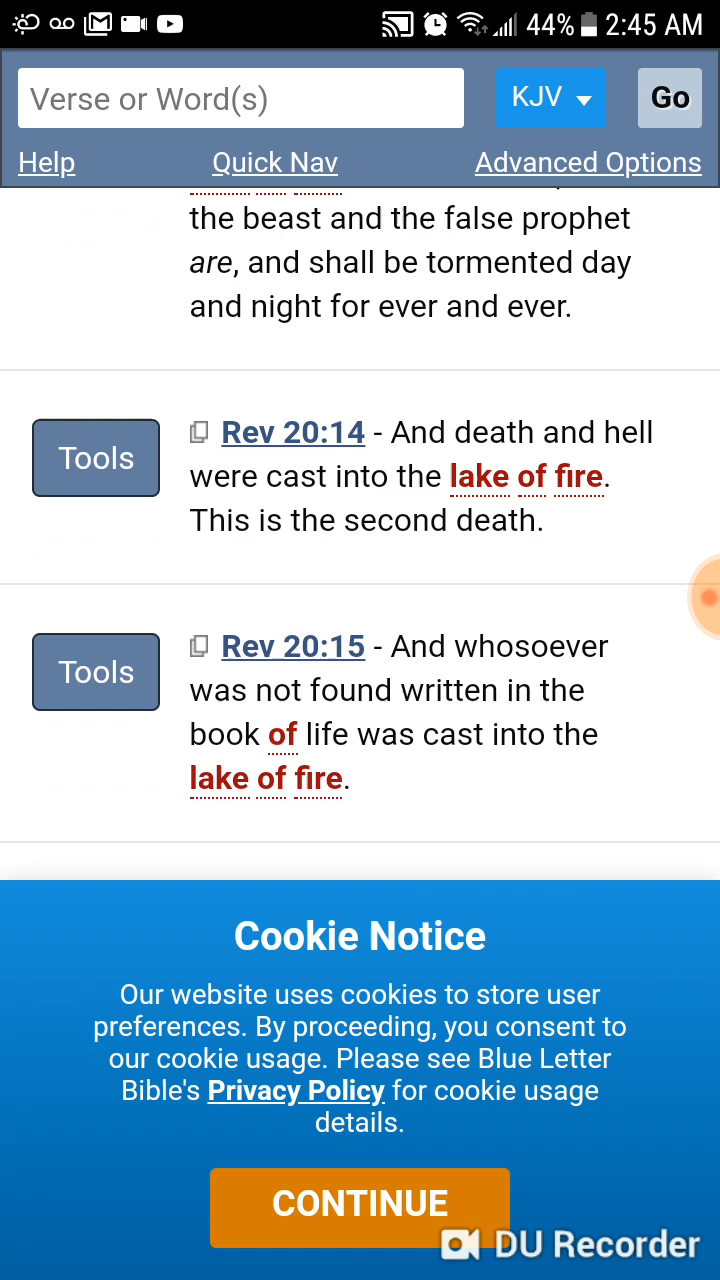 44% 2:45 AM
Verse or Word(s) KJV Go
Help Quick Nav Advanced Options
the beast and the false prophet
are, and shall be tormented day
and night for ever and ever.
Tools
Rev 20:14 - And death and hell
were cast into the lake of fire.
This is the second death.
Tools
Rev 20:15 - And whosoever
was not found written in the
book of life was cast into the
lake of fire.
Cookie Notice
Our website uses cookies to store user
preferences. By proceeding, you consent to
our cookie usage. Please see Blue Letter
Bible's Privacy Policy for cookie usage
details.
CONTINUE
DU Recorder